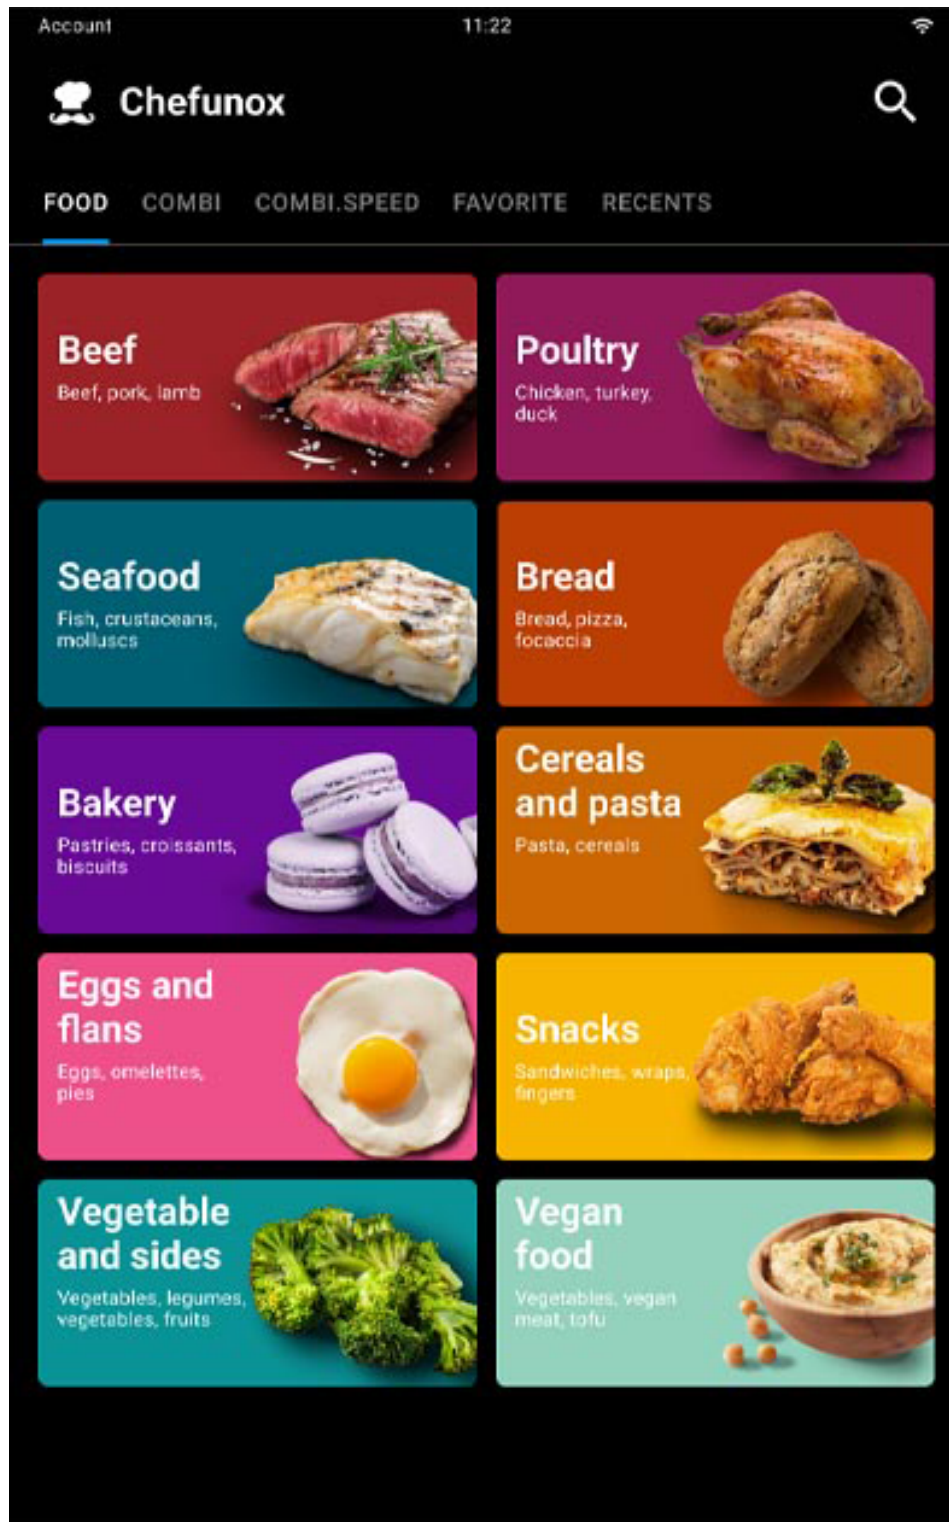 Account
11:22
Chefunox
FOOD COMBI COMBI.SPEED FAVORITE RECENTS
Beef
Beef, pork, lamb
Poultry
Chicken, turkey,
duck
Seafood
Fish, crustaceans,
molluscs
Bread
Bread, pizza,
focaccia
Bakery
Pastries, croissants,
biscuits
Cereals
and pasta
Pasta, cereals
Eggs and
flans
Eggs, omelettes,
pies
Snacks
Sandwiches, wraps,
fingers
Vegetable
and sides
Vegetables, legumes,
vegetables, fruits
Vegan
food
Vegetables, vegan
meat, tofu